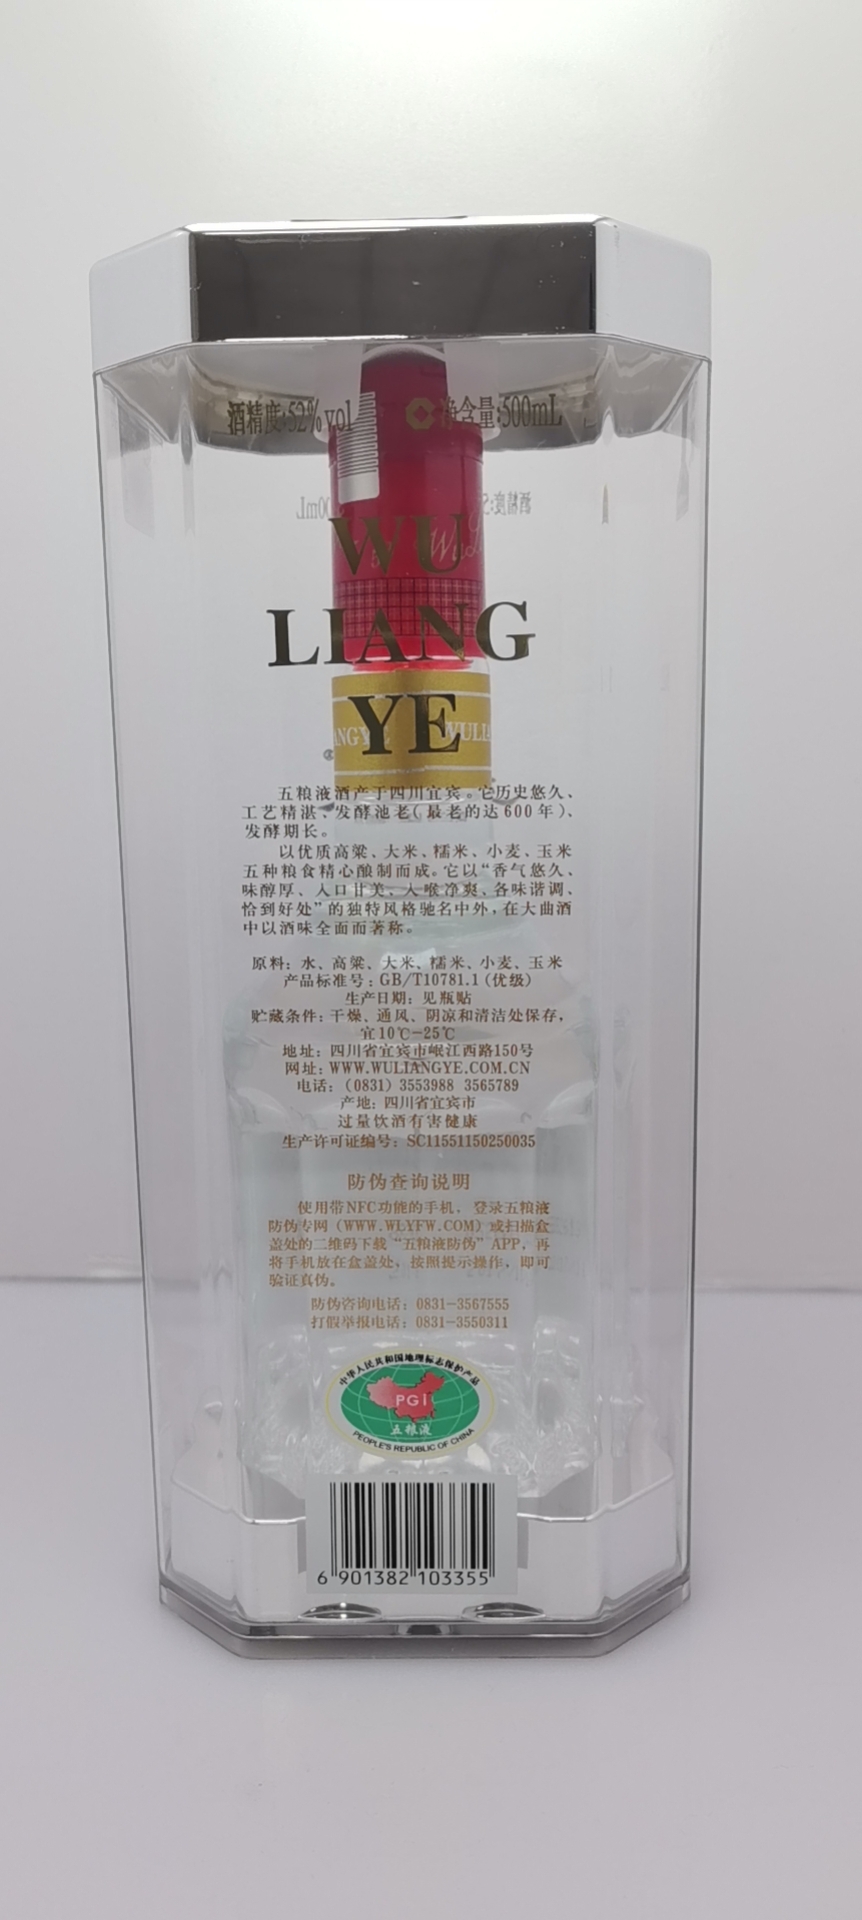 酒精度:52%vol 净含量:500mL
WU
LIANG
YE
五粮液酒产于四川宜宾。它历史悠久、
工艺精湛、发酵池老(最老的达600年)、
发酵期长。
以优质高粱、大米、糯米、小麦、玉米
五种粮食精心酿制而成。它以“香气悠久、
味醇厚、入口甘美、入喉净爽、各味谐调、
恰到好处”的独特风格驰名中外,在大曲酒
中以酒味全面而著称。
原料: 水、高粱、大米、糯米、小麦、玉米
产品标准号: GB/T10781.1 (优级)
生产日期: 见瓶贴
贮藏条件: 干燥、通风、阴凉和清洁处保存,
宜10℃-25℃
地址: 四川省宜宾市岷江西路150号
网址: WWW.WULIANGYE.COM.CN
电话: (0831) 3553988 3565789
产地: 四川省宜宾市
过量饮酒有害健康
生产许可证编号: SC11551150250035
防伪查询说明
使用带NFC功能的手机, 登录五粮液
防伪专网 (WWW.WLYFW.COM) 或扫描盒
盖处的二维码下载 “五粮液防伪” APP, 再
将手机放在盒盖处, 按照提示操作, 即可
验证真伪。
防伪咨询电话: 0831-3567555
打假举报电话: 0831-3550311
中华人民共和国地理标志保护产品
PGI
五粮液
PEOPLE'S REPUBLIC OF CHINA
6 901382 103355